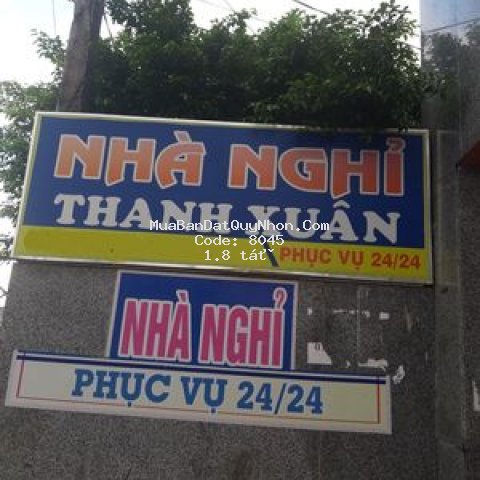 NHÀ NGHỈ
THANH XUÂN
MuaBanDatQuyNhon.Com
Code: 8045
1.8 tát
PHỤC VỤ 24/24
NHÀ NGHỈ
PHỤC VỤ 24/24